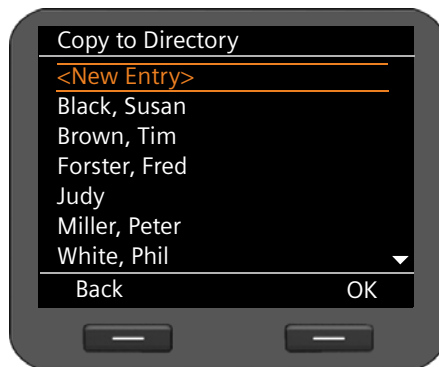 Copy to Directory
<New Entry>
Black, Susan
Brown, Tim
Forster, Fred
Judy
Miller, Peter
White, Phil
Back OK